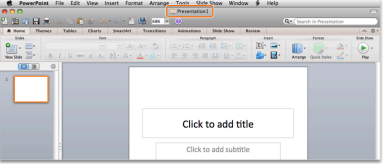 PowerPoint File Edit View Insert Format Arrange Tools Slide Show Window Help
Presentation1
58% Search in Presentation
Home Themes Tables Charts SmartArt Transitions Animations Slide Show Review
Slides Font Paragraph Insert Format Slide Show
New Slide Arrange Quick Styles Play
1
Click to add title
Click to add subtitle